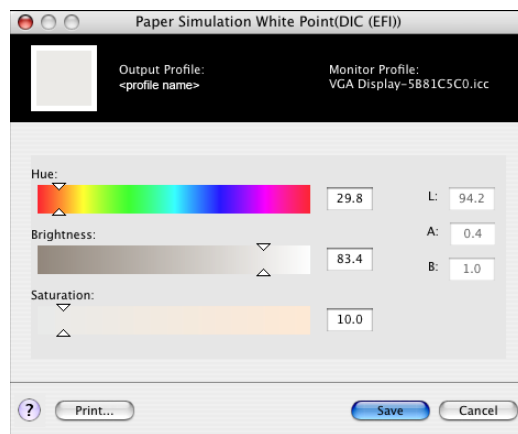 Paper Simulation White Point(DIC (EFI))
Output Profile:
<profile name>
Monitor Profile:
VGA Display-5B81C5C0.icc
Hue:
29.8
L: 94.2
Brightness:
A: 0.4
83.4
B: 1.0
Saturation:
10.0
? Print... Save Cancel